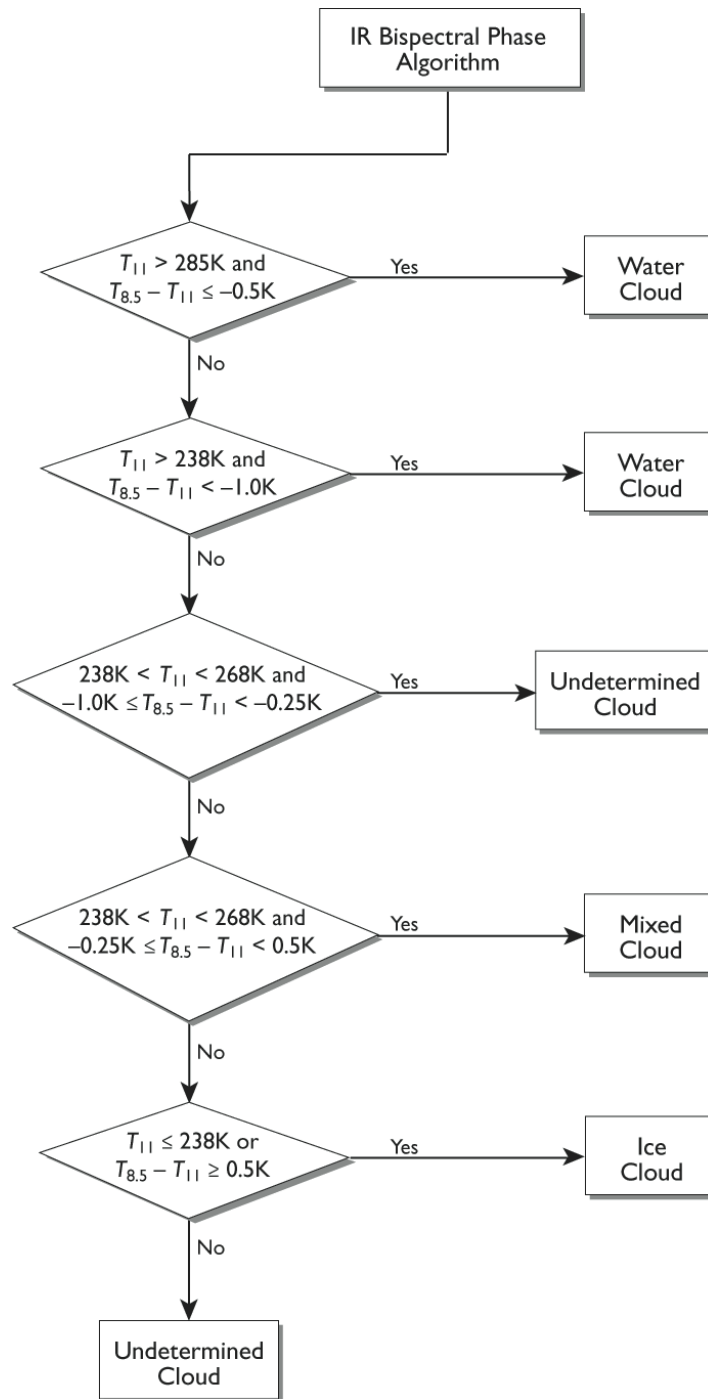 IR Bispectral Phase
Algorithm
T11 > 285K and
T8.5 – T11 ≤ –0.5K
Yes
Water
Cloud
No
T11 > 238K and
T8.5 – T11 < –1.0K
Yes
Water
Cloud
No
238K < T11 < 268K and
–1.0K ≤ T8.5 – T11 < –0.25K
Yes
Undetermined
Cloud
No
238K < T11 < 268K and
–0.25K ≤ T8.5 – T11 < 0.5K
Yes
Mixed
Cloud
No
T11 ≤ 238K or
T8.5 – T11 ≥ 0.5K
Yes
Ice
Cloud
No
Undetermined
Cloud